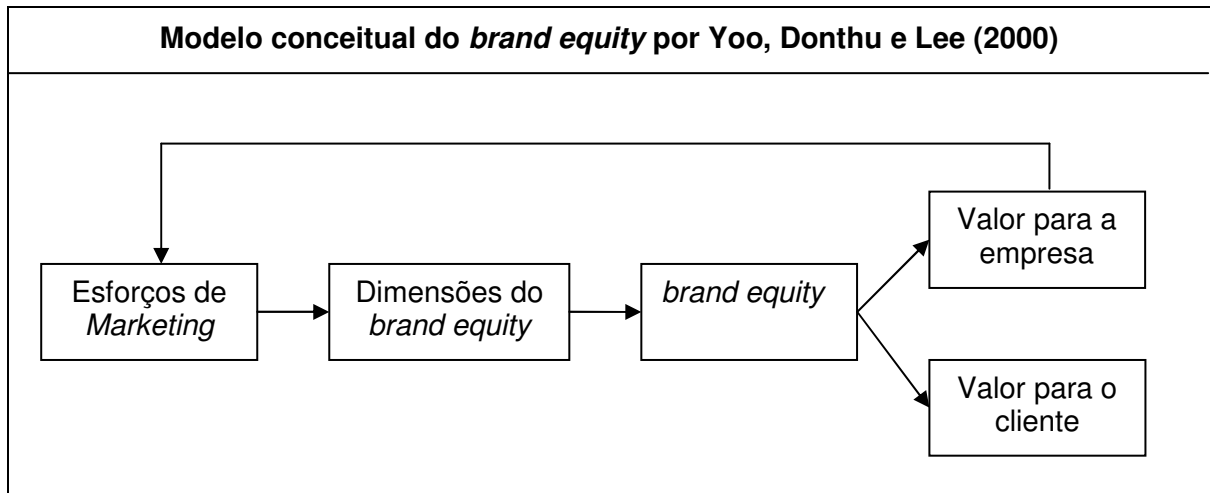 Modelo conceitual do brand equity por Yoo, Donthu e Lee (2000)
Valor para a
empresa
Esforços de
Marketing
Dimensões do
brand equity
brand equity
Valor para o
cliente